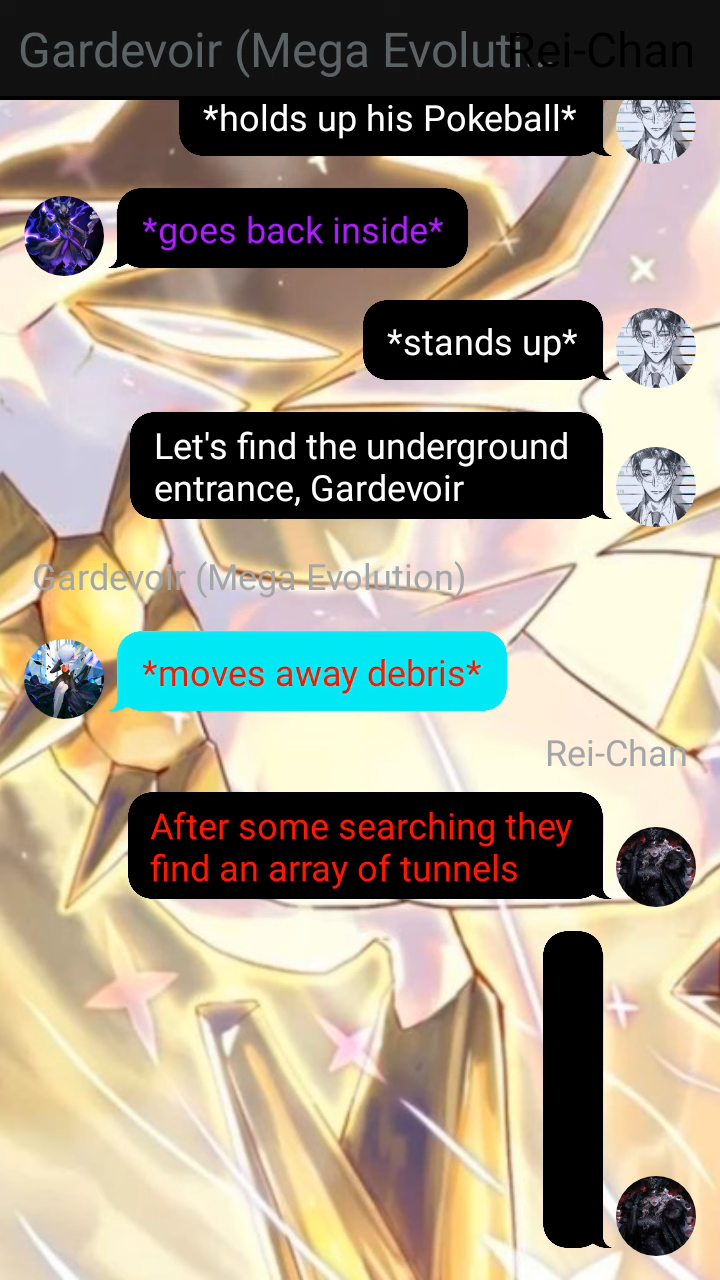 Gardevoir (Mega Evoluti...
Rei-Chan
*holds up his Pokeball*
*goes back inside*
*stands up*
Let's find the underground
entrance, Gardevoir
Gardevoir (Mega Evolution)
*moves away debris*
Rei-Chan
After some searching they
find an array of tunnels